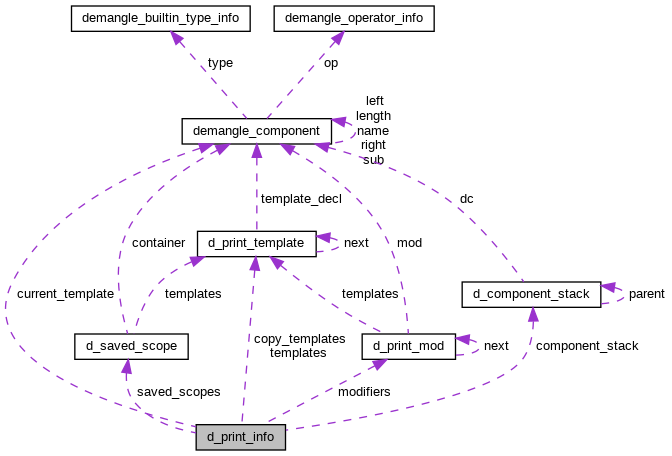 demangle_builtin_type_info
demangle_operator_info
type
op
left
length
name
right
sub
demangle_component
template_decl
dc
container
mod
d_print_template
next
current_template
templates
templates
d_component_stack
parent
d_saved_scope
copy_templates
templates
d_print_mod
next
component_stack
saved_scopes
modifiers
d_print_info